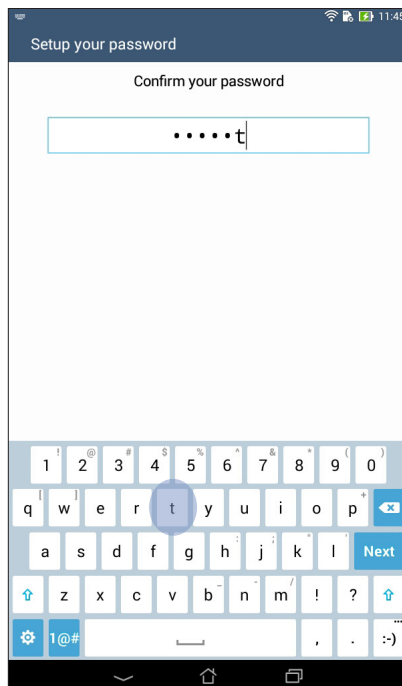 11:45
Setup your password
Confirm your password
•••••t
! @ # $ % ^ & * ( )
1 2 3 4 5 6 7 8 9 0
[ ] +
q w e r t y u i o p
: ; " '
a s d f g h j k l Next
_ - /
z x c v b n m ! ?
1@# , . ... :-)